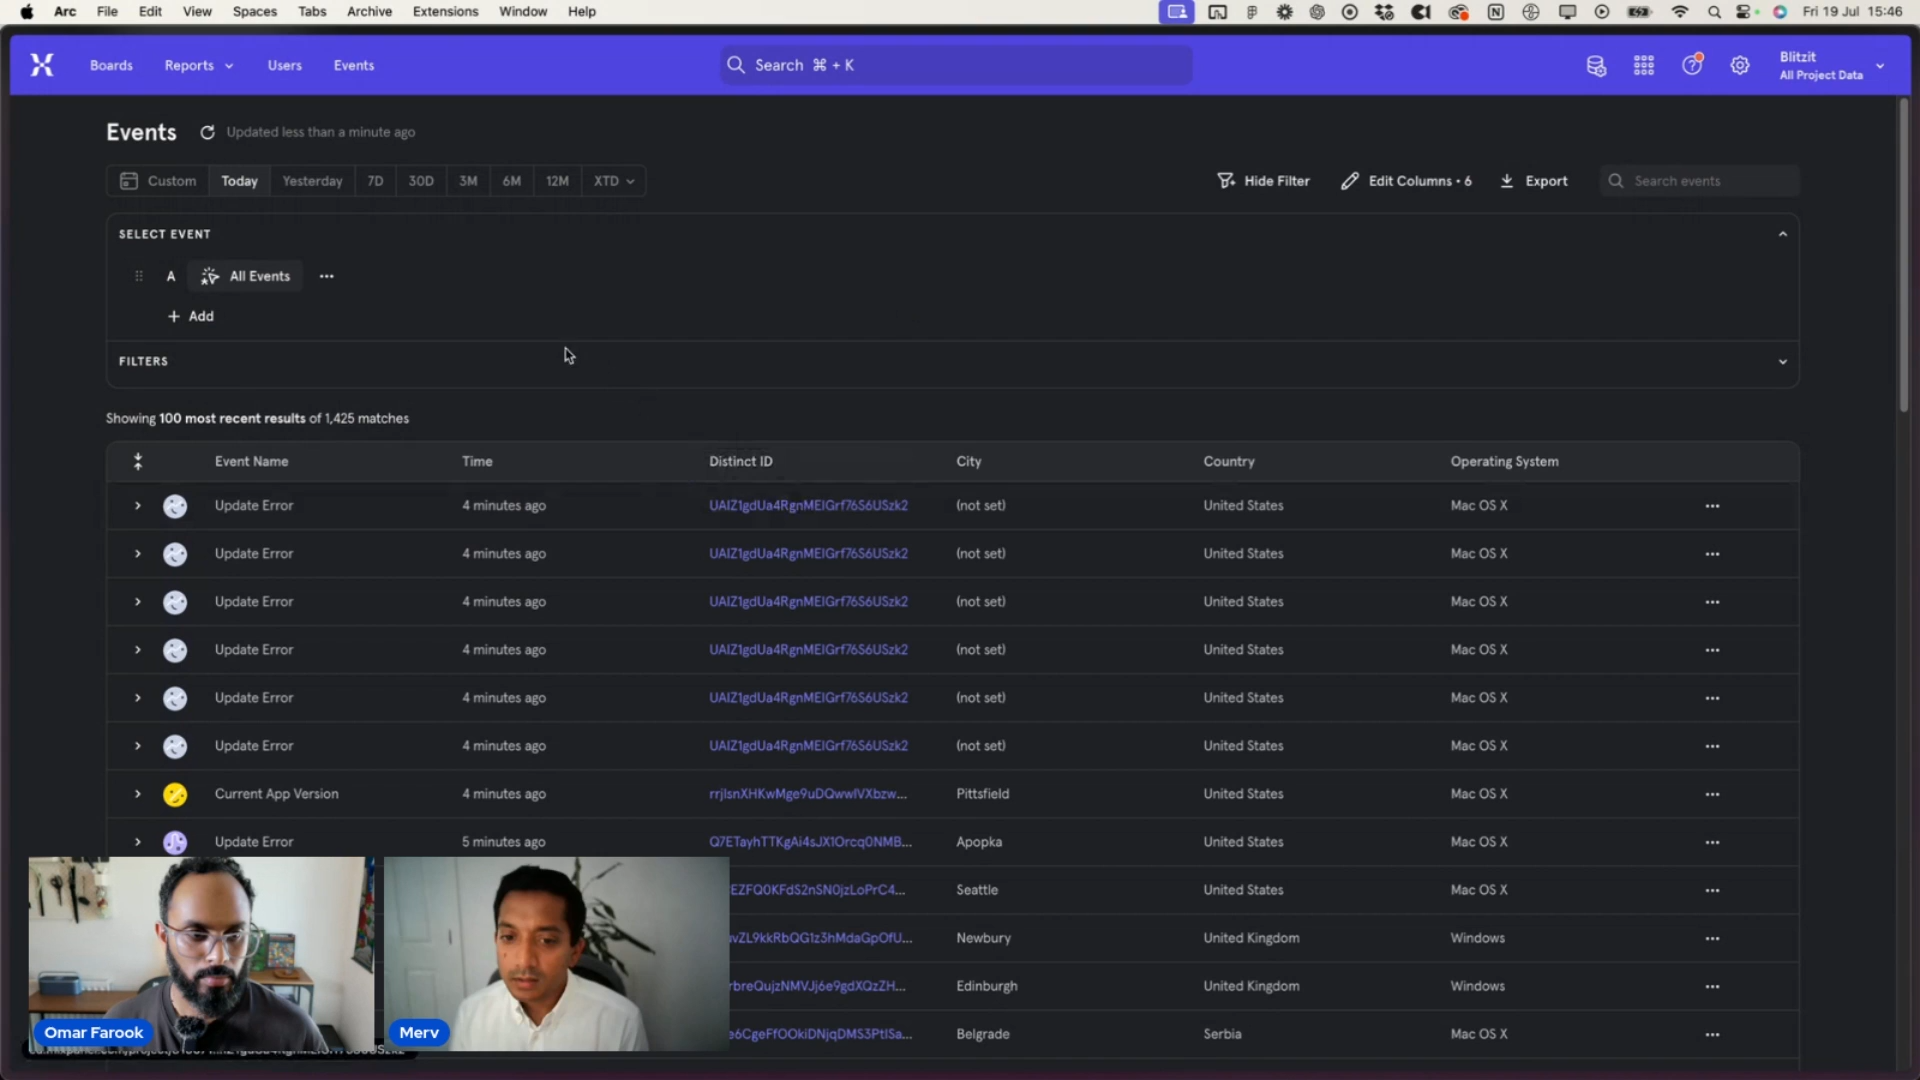 Arc File Edit View Spaces Tabs Archive Extensions Window Help Fri 19 Jul 15:46
Boards Reports Users Events Search ⌘ + K Blitzit
All Project Data
Events Updated less than a minute ago
Custom Today Yesterday 7D 30D 3M 6M 12M XTD Hide Filter Edit Columns • 6 Export Search events
SELECT EVENT
A All Events ...
+ Add
FILTERS
Showing 100 most recent results of 1,425 matches
Event Name Time Distinct ID City Country Operating System
Update Error 4 minutes ago UAIZ1gdUa4RgnMEIGrf76S6USzk2 (not set) United States Mac OS X ...
Update Error 4 minutes ago UAIZ1gdUa4RgnMEIGrf76S6USzk2 (not set) United States Mac OS X ...
Update Error 4 minutes ago UAIZ1gdUa4RgnMEIGrf76S6USzk2 (not set) United States Mac OS X ...
Update Error 4 minutes ago UAIZ1gdUa4RgnMEIGrf76S6USzk2 (not set) United States Mac OS X ...
Update Error 4 minutes ago UAIZ1gdUa4RgnMEIGrf76S6USzk2 (not set) United States Mac OS X ...
Update Error 4 minutes ago UAIZ1gdUa4RgnMEIGrf76S6USzk2 (not set) United States Mac OS X ...
Current App Version 4 minutes ago rrjlsnXHKwMge9uDQwwlVXbzw... Pittsfield United States Mac OS X ...
Update Error 5 minutes ago Q7ETayhTTKgAi4sJX1Orcq0NMB... Apopka United States Mac OS X ...
EZFQ0KFdS2nSN0jzLoPrC4... Seattle United States Mac OS X ...
vZL9kkRbQG1z3hMdaGpOfU... Newbury United Kingdom Windows ...
rbreQujzNMVJj6e9gdXQzZH... Edinburgh United Kingdom Windows ...
e6CgeFfOOkiDNjqDMS3PtISa... Belgrade Serbia Mac OS X ...
Omar Farook Merv